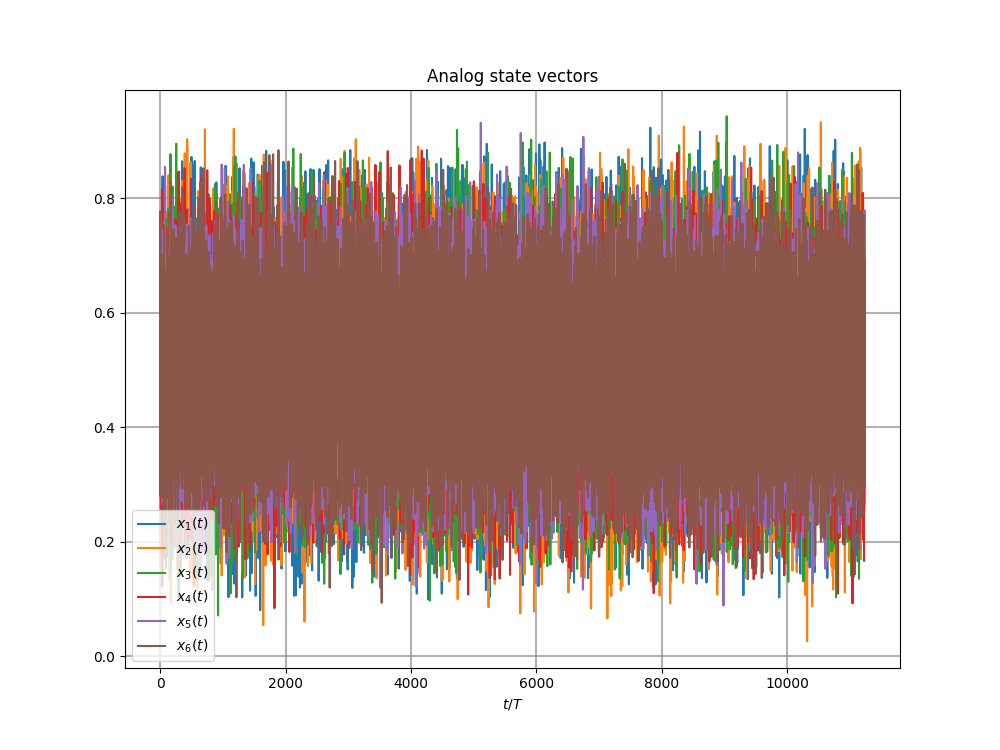 Analog state vectors
0.8
0.6
0.4
0.2
0.0
x₁(t)
x₂(t)
x₃(t)
x₄(t)
x₅(t)
x₆(t)
0 2000 4000 6000 8000 10000
t/T